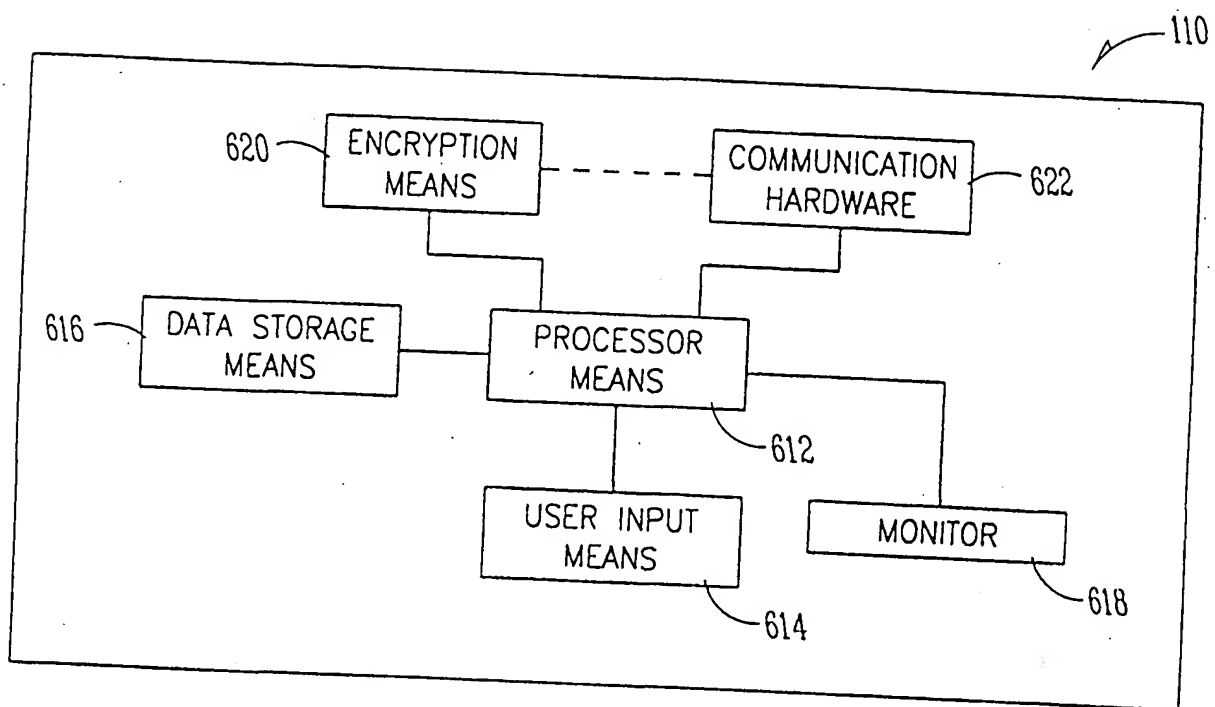 110
620
ENCRYPTION
MEANS
COMMUNICATION
HARDWARE
622
616
DATA STORAGE
MEANS
PROCESSOR
MEANS
612
USER INPUT
MEANS
614
MONITOR
618